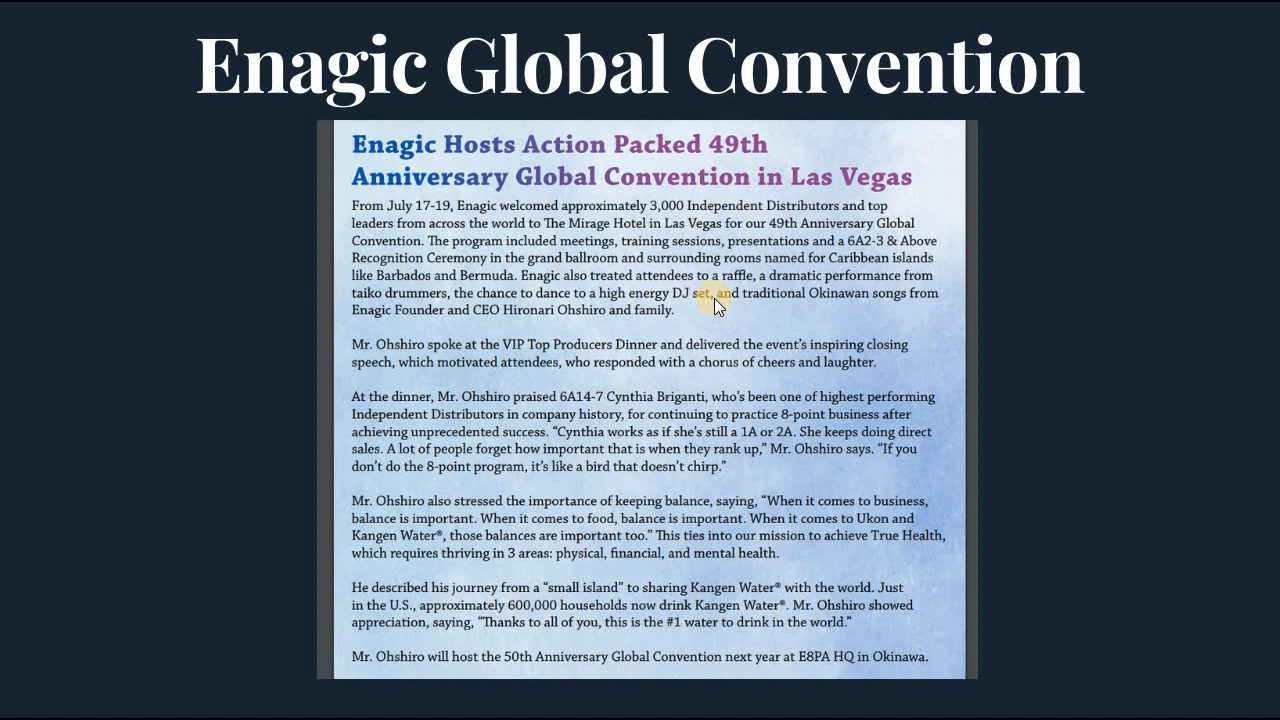 Enagic Global Convention
Enagic Hosts Action Packed 49th
Anniversary Global Convention in Las Vegas
From July 17-19, Enagic welcomed approximately 3,000 Independent Distributors and top
leaders from across the world to The Mirage Hotel in Las Vegas for our 49th Anniversary Global
Convention. The program included meetings, training sessions, presentations and a 6A2-3 & Above
Recognition Ceremony in the grand ballroom and surrounding rooms named for Caribbean islands
like Barbados and Bermuda. Enagic also treated attendees to a raffle, a dramatic performance from
taiko drummers, the chance to dance to a high energy DJ set, and traditional Okinawan songs from
Enagic Founder and CEO Hironari Ohshiro and family.
Mr. Ohshiro spoke at the VIP Top Producers Dinner and delivered the event's inspiring closing
speech, which motivated attendees, who responded with a chorus of cheers and laughter.
At the dinner, Mr. Ohshiro praised 6A14-7 Cynthia Briganti, who's been one of highest performing
Independent Distributors in company history, for continuing to practice 8-point business after
achieving unprecedented success. “Cynthia works as if she's still a 1A or 2A. She keeps doing direct
sales. A lot of people forget how important that is when they rank up,” Mr. Ohshiro says. “If you
don't do the 8-point program, it's like a bird that doesn't chirp.”
Mr. Ohshiro also stressed the importance of keeping balance, saying, “When it comes to business,
balance is important. When it comes to food, balance is important. When it comes to Ukon and
Kangen Water®, those balances are important too.” This ties into our mission to achieve True Health,
which requires thriving in 3 areas: physical, financial, and mental health.
He described his journey from a “small island” to sharing Kangen Water® with the world. Just
in the U.S., approximately 600,000 households now drink Kangen Water®. Mr. Ohshiro showed
appreciation, saying, “Thanks to all of you, this is the #1 water to drink in the world.”
Mr. Ohshiro will host the 50th Anniversary Global Convention next year at E8PA HQ in Okinawa.